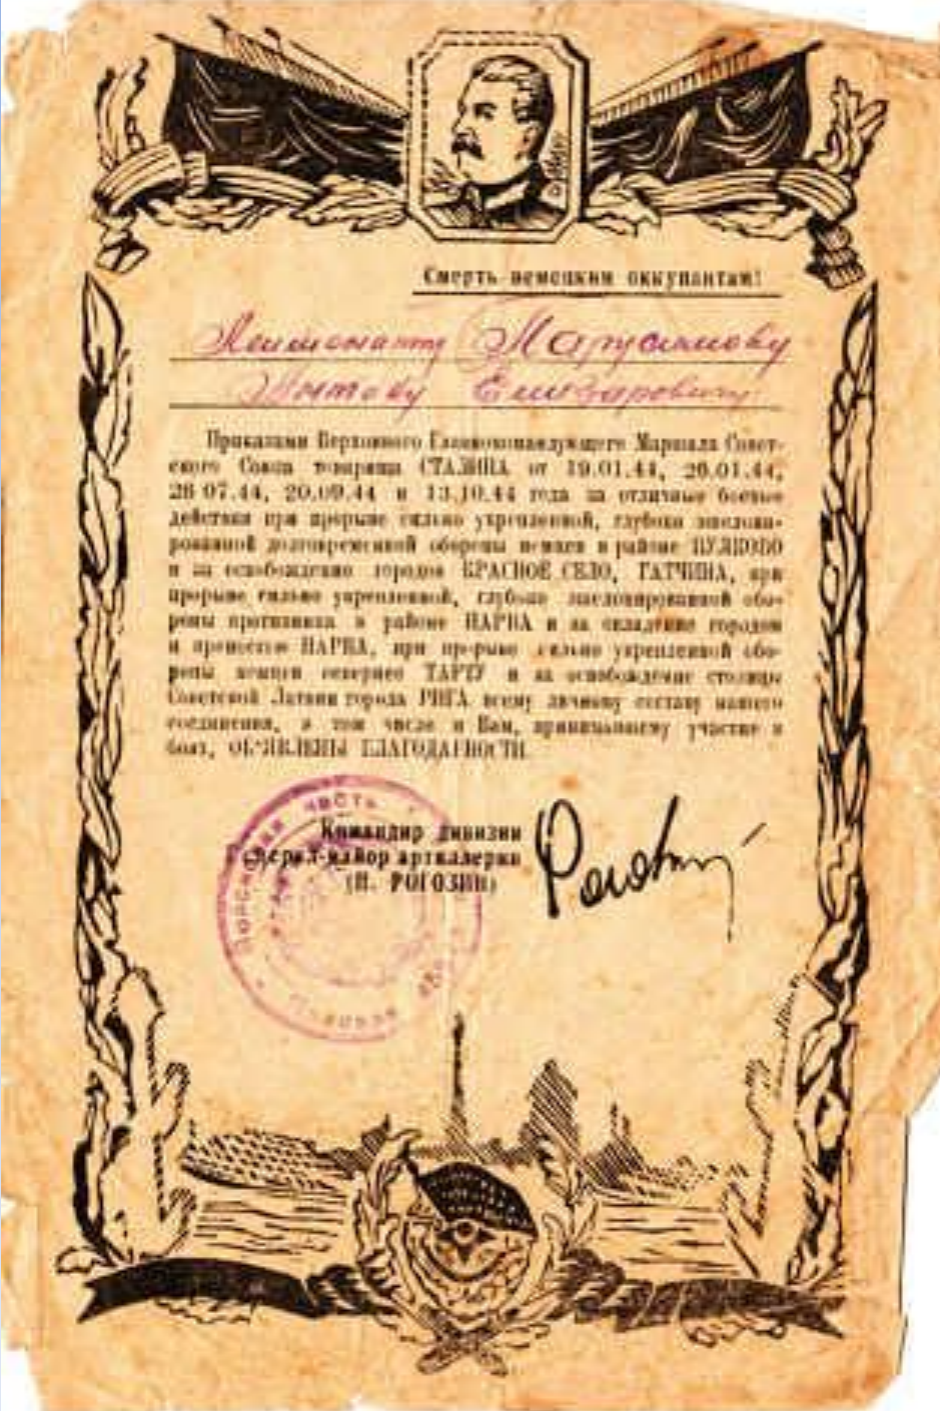 Смерть немецким оккупантам!
Лейтенанту
Елизаровичу
Приказами Верховного Главнокомандующего Маршала Совет-
ского Союза товарища СТАЛИНА от 19.01.44, 26.01.44,
26 07.44, 20.09.44 и 13.10.44 года за отличные боевые
действия при прорыве сильно укрепленной, глубоко эшелони-
рованной долговременной обороны немцев в районе ПУЛКОВО
и за освобождение городов КРАСНОЕ СЕЛО, ГАТЧИНА, при
прорыве сильно укрепленной, глубоко эшелонированной обо-
роны противника в районе НАРВА и за овладение городом
и крепостью НАРВА, при прорыве сильно укрепленной обо-
роны немцев севернее ТАРТУ и за освобождение столицы
Советской Латвии города РИГА всему личному составу нашего
соединения, в том числе и Вам, принимавшему участие в
боях, ОБ'ЯВЛЕНЫ БЛАГОДАРНОСТИ.
часть
Командир дивизии
Генерал-майор артиллерии
(П. РОГОЗИН)